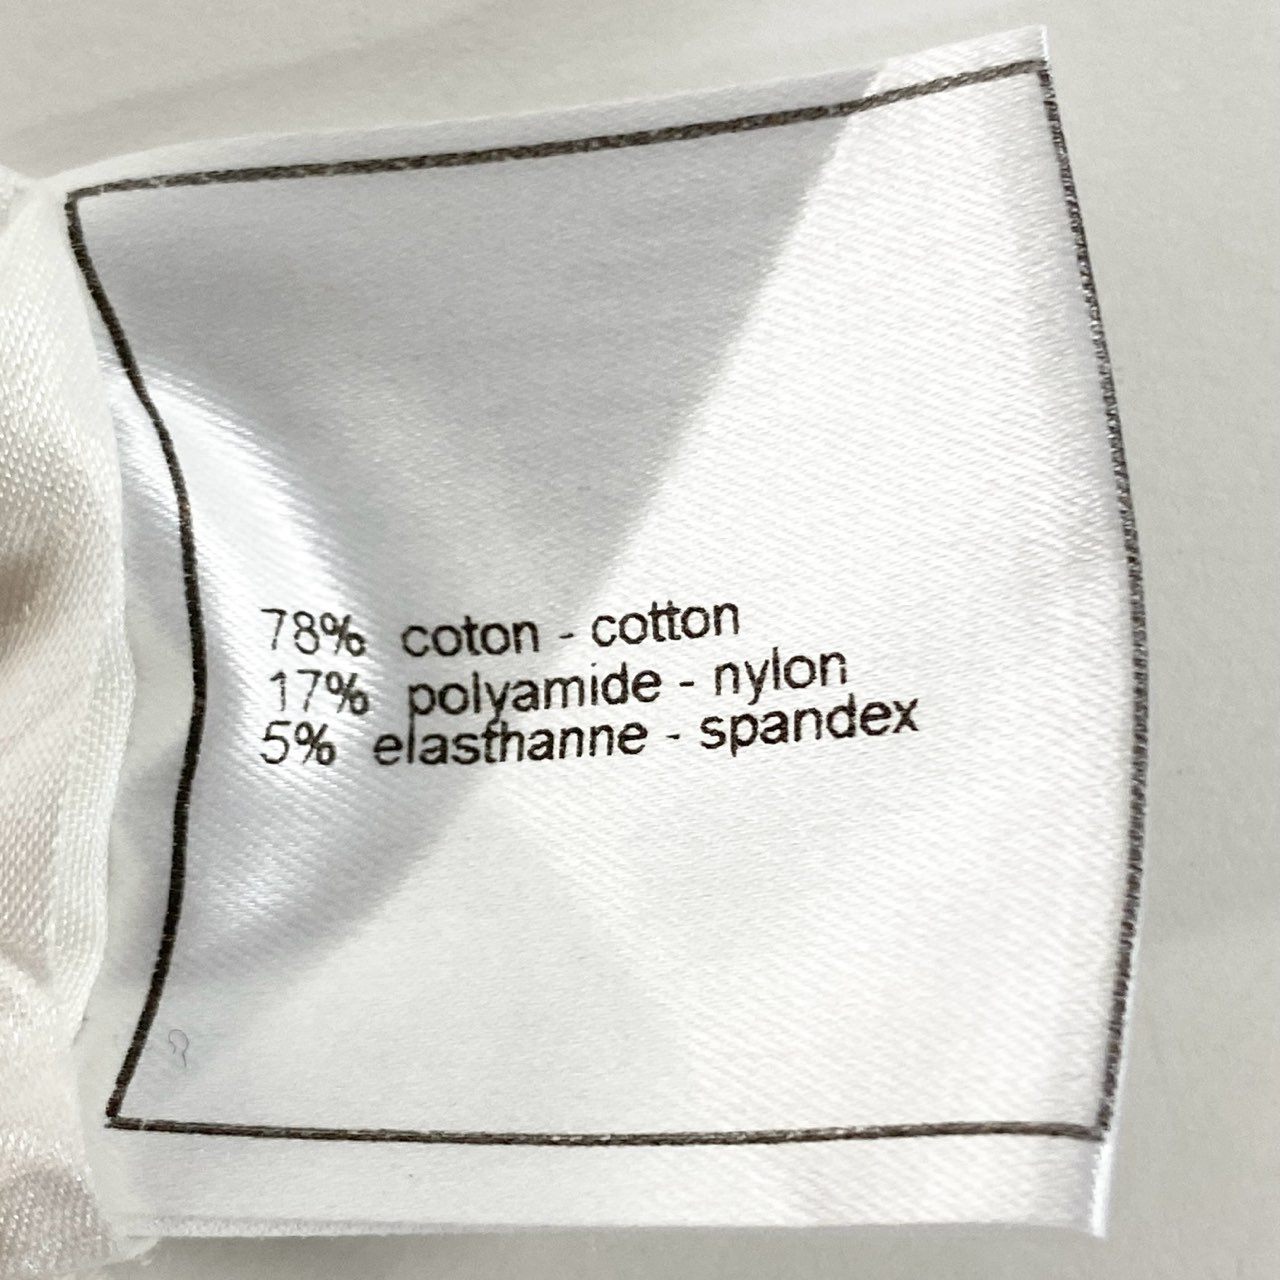 78% coton - cotton
17% polyamide - nylon
5% elasthanne - spandex